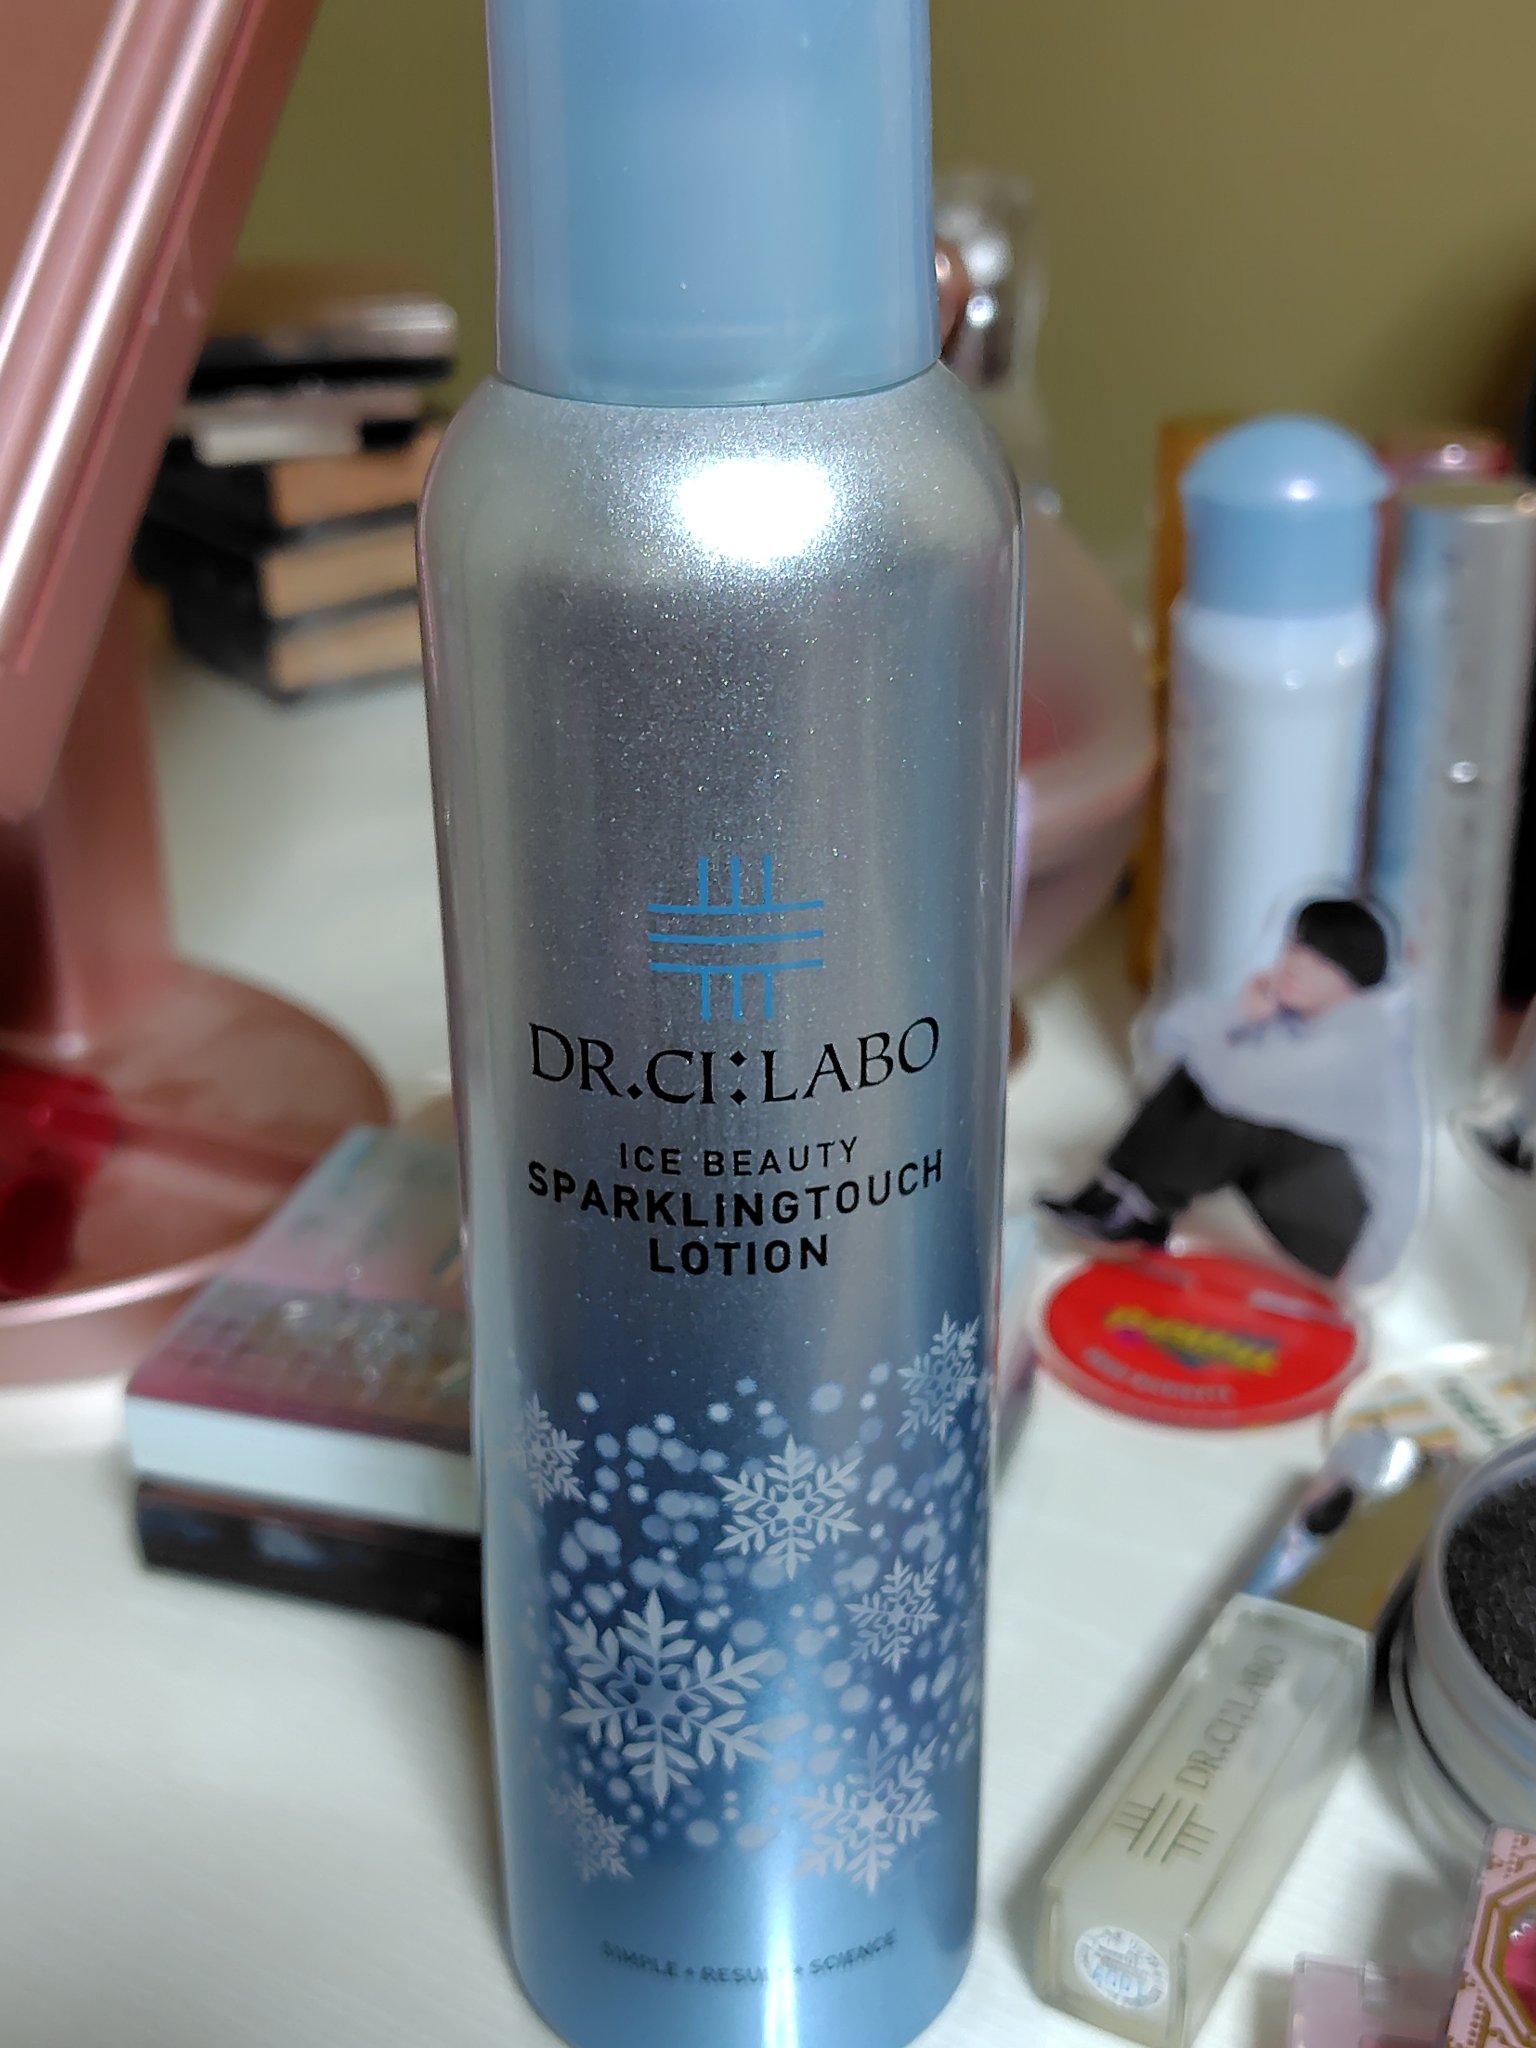 DR.CI:LABO
ICE BEAUTY
SPARKLINGTOUCH
LOTION
SIMPLE • RESULT • SCIENCE
DR.CI:LABO